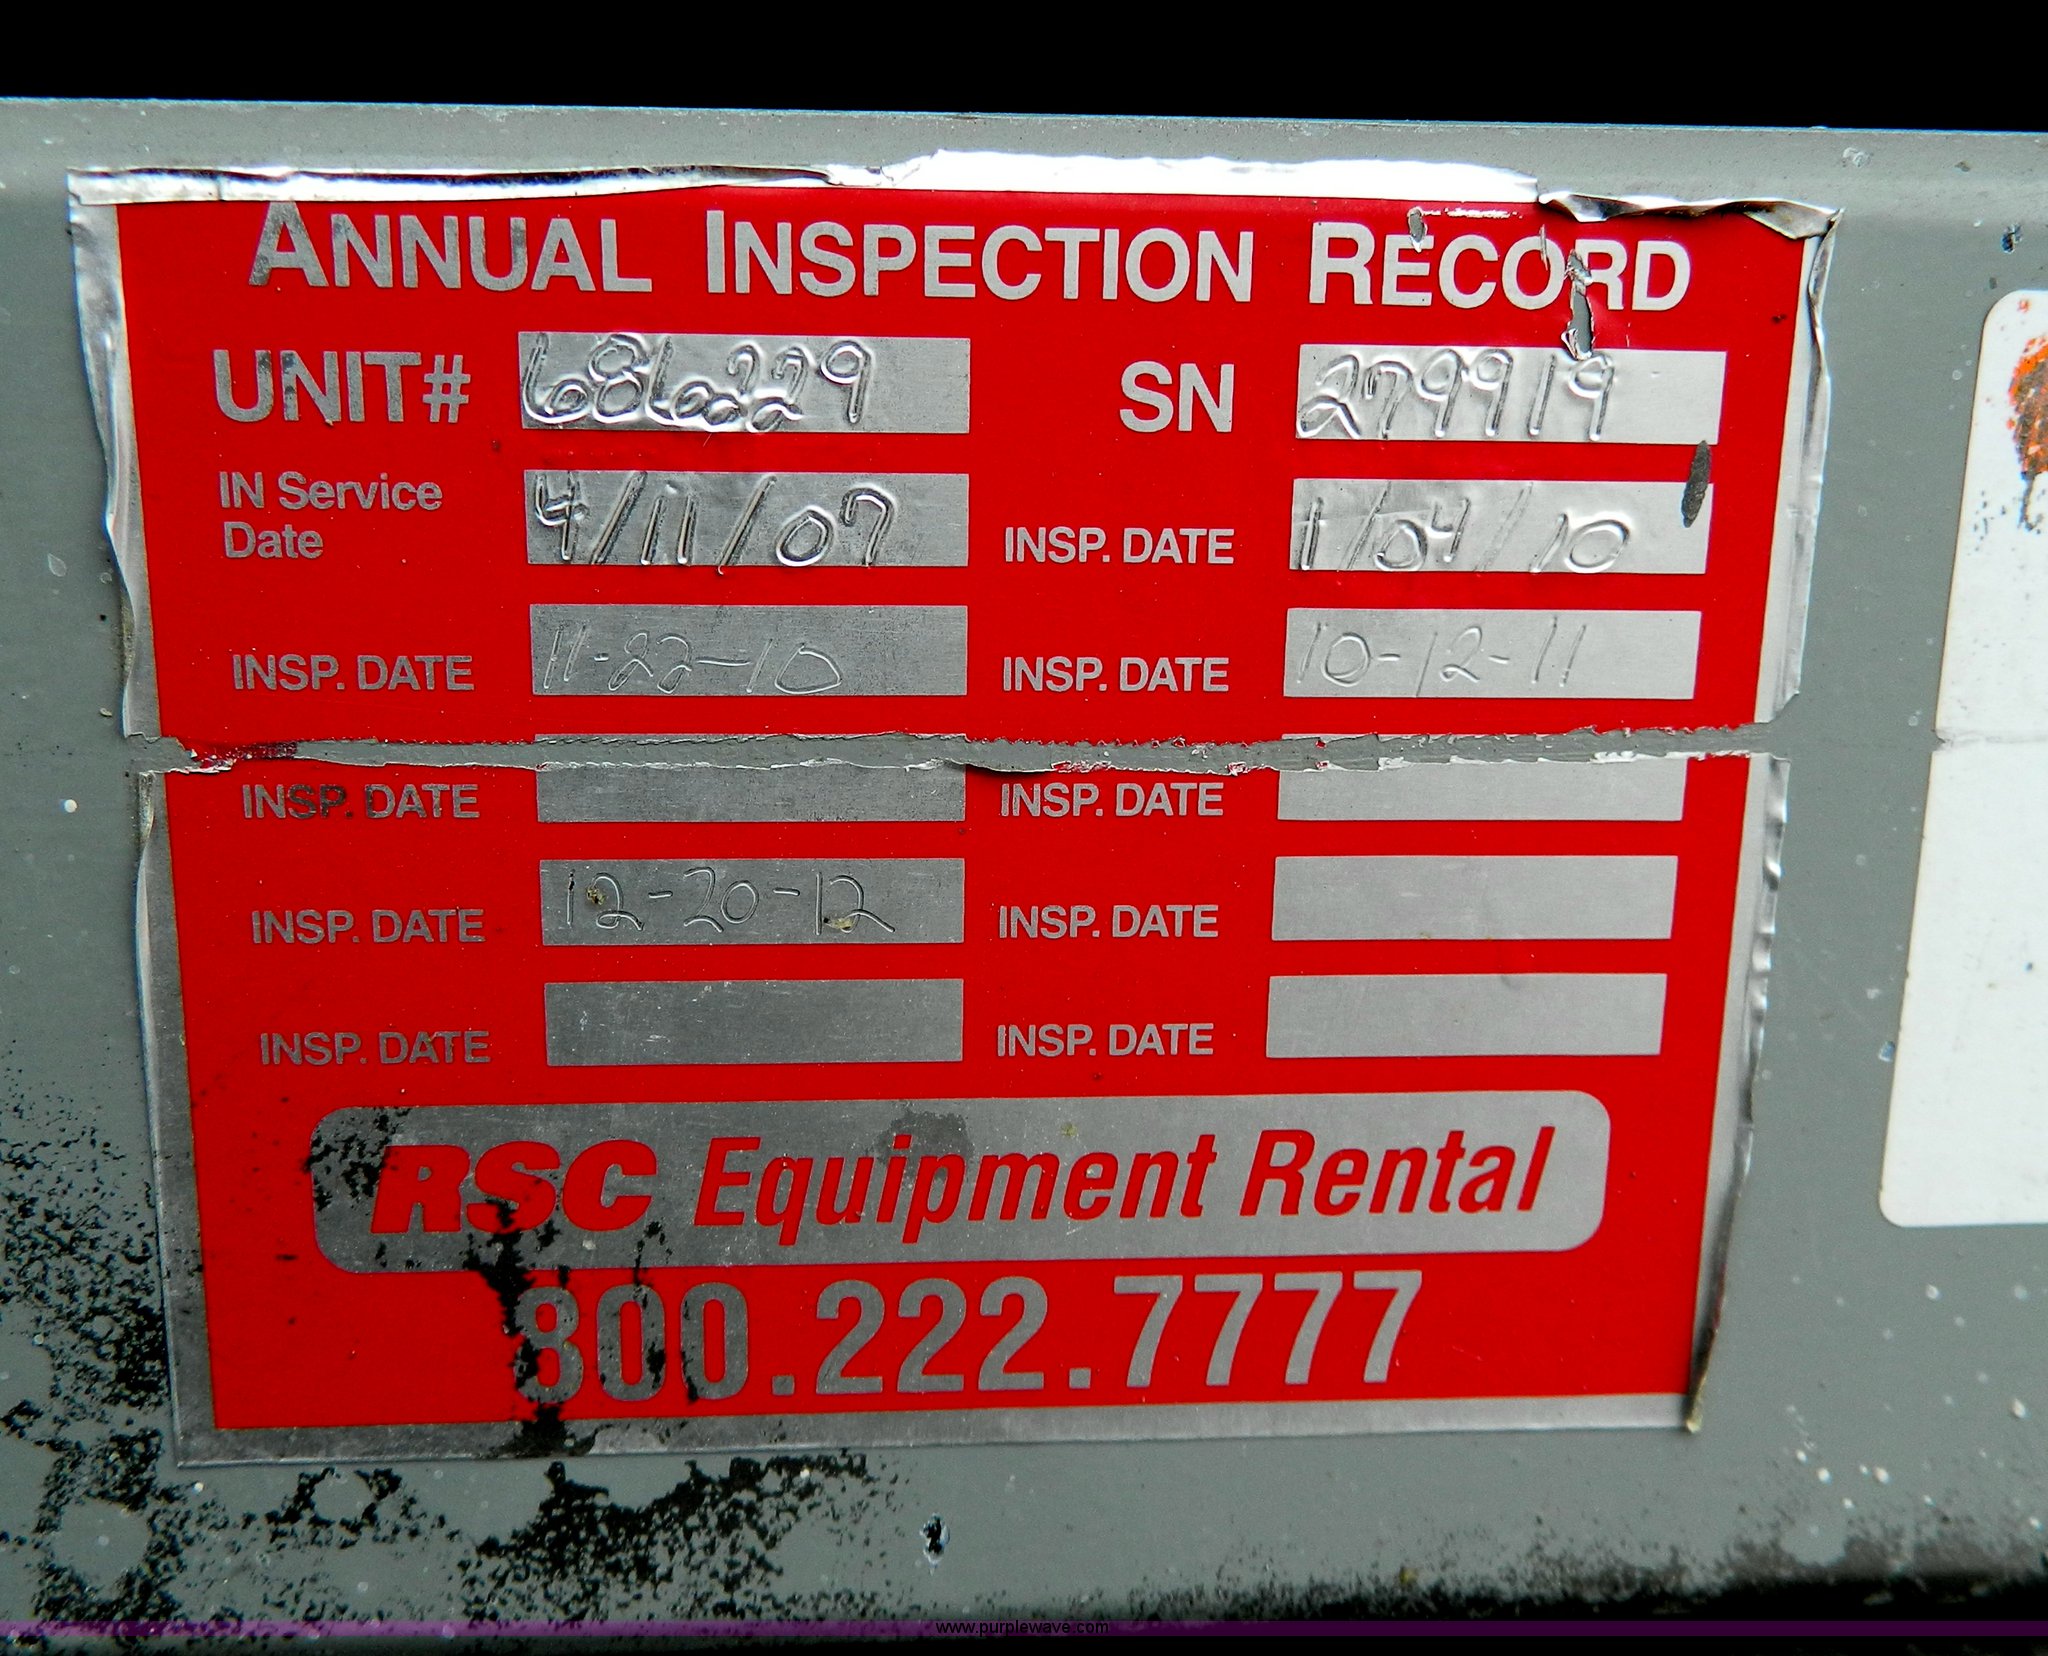 ANNUAL INSPECTION RECORD
UNIT# 686229 SN 279919
IN Service Date 4/11/07 INSP. DATE 1/04/10
INSP. DATE 11-22-10 INSP. DATE 10-12-11
INSP. DATE INSP. DATE
INSP. DATE 12-20-12 INSP. DATE
INSP. DATE INSP. DATE
RSC Equipment Rental
800.222.7777
www.purplewave.com